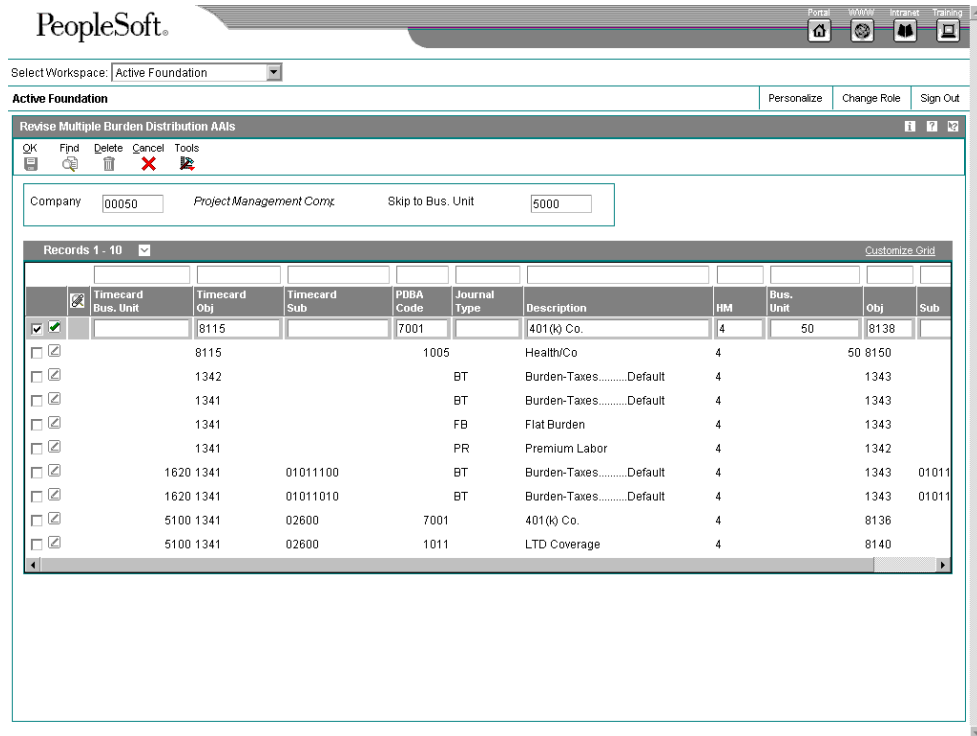 Portal WWW Intranet Training
PeopleSoft®
Select Workspace: Active Foundation
Active Foundation Personalize Change Role Sign Out
Revise Multiple Burden Distribution AAIs
OK Find Delete Cancel Tools
Company 00050 Project Management Comp Skip to Bus. Unit 5000
Records 1 - 10 Customize Grid
Timecard Bus. Unit Timecard Obj Timecard Sub PDBA Code Journal Type Description HM Bus. Unit Obj Sub
8115 7001 401(k) Co. 4 50 8138
8115 1005 Health/Co 4 50 8150
1342 BT Burden-Taxes.........Default 4 1343
1341 BT Burden-Taxes.........Default 4 1343
1341 FB Flat Burden 4 1343
1341 PR Premium Labor 4 1342
1620 1341 01011100 BT Burden-Taxes.........Default 4 1343 01011
1620 1341 01011010 BT Burden-Taxes.........Default 4 1343 01011
5100 1341 02600 7001 401(k) Co. 4 8136
5100 1341 02600 1011 LTD Coverage 4 8140